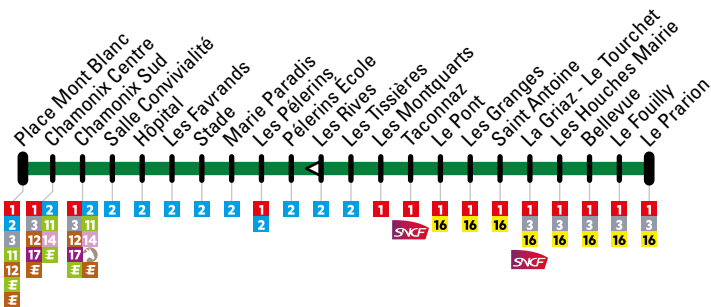 Place Mont Blanc
Chamonix Centre
Chamonix Sud
Salle Convivialité
Hôpital
Les Favrands
Stade
Marie Paradis
Les Pélerins
Pélerins École
Les Rives
Les Tissières
Les Montquarts
Taconnaz
Le Pont
Les Granges
Saint Antoine
La Griaz - Le Tourchet
Les Houches Mairie
Bellevue
Le Fouilly
Le Prarion
1 1 2 1 2 2 2 2 2 2 1 2 2 2 1 1 1 1 1 1 1 1 1 1
2 3 11 3 11 2 SNCF 16 16 16 3 3 3 3 3
3 12 14 12 14 16 16 16 16 16
11 17 € 17 SNCF
12 € €
€
€